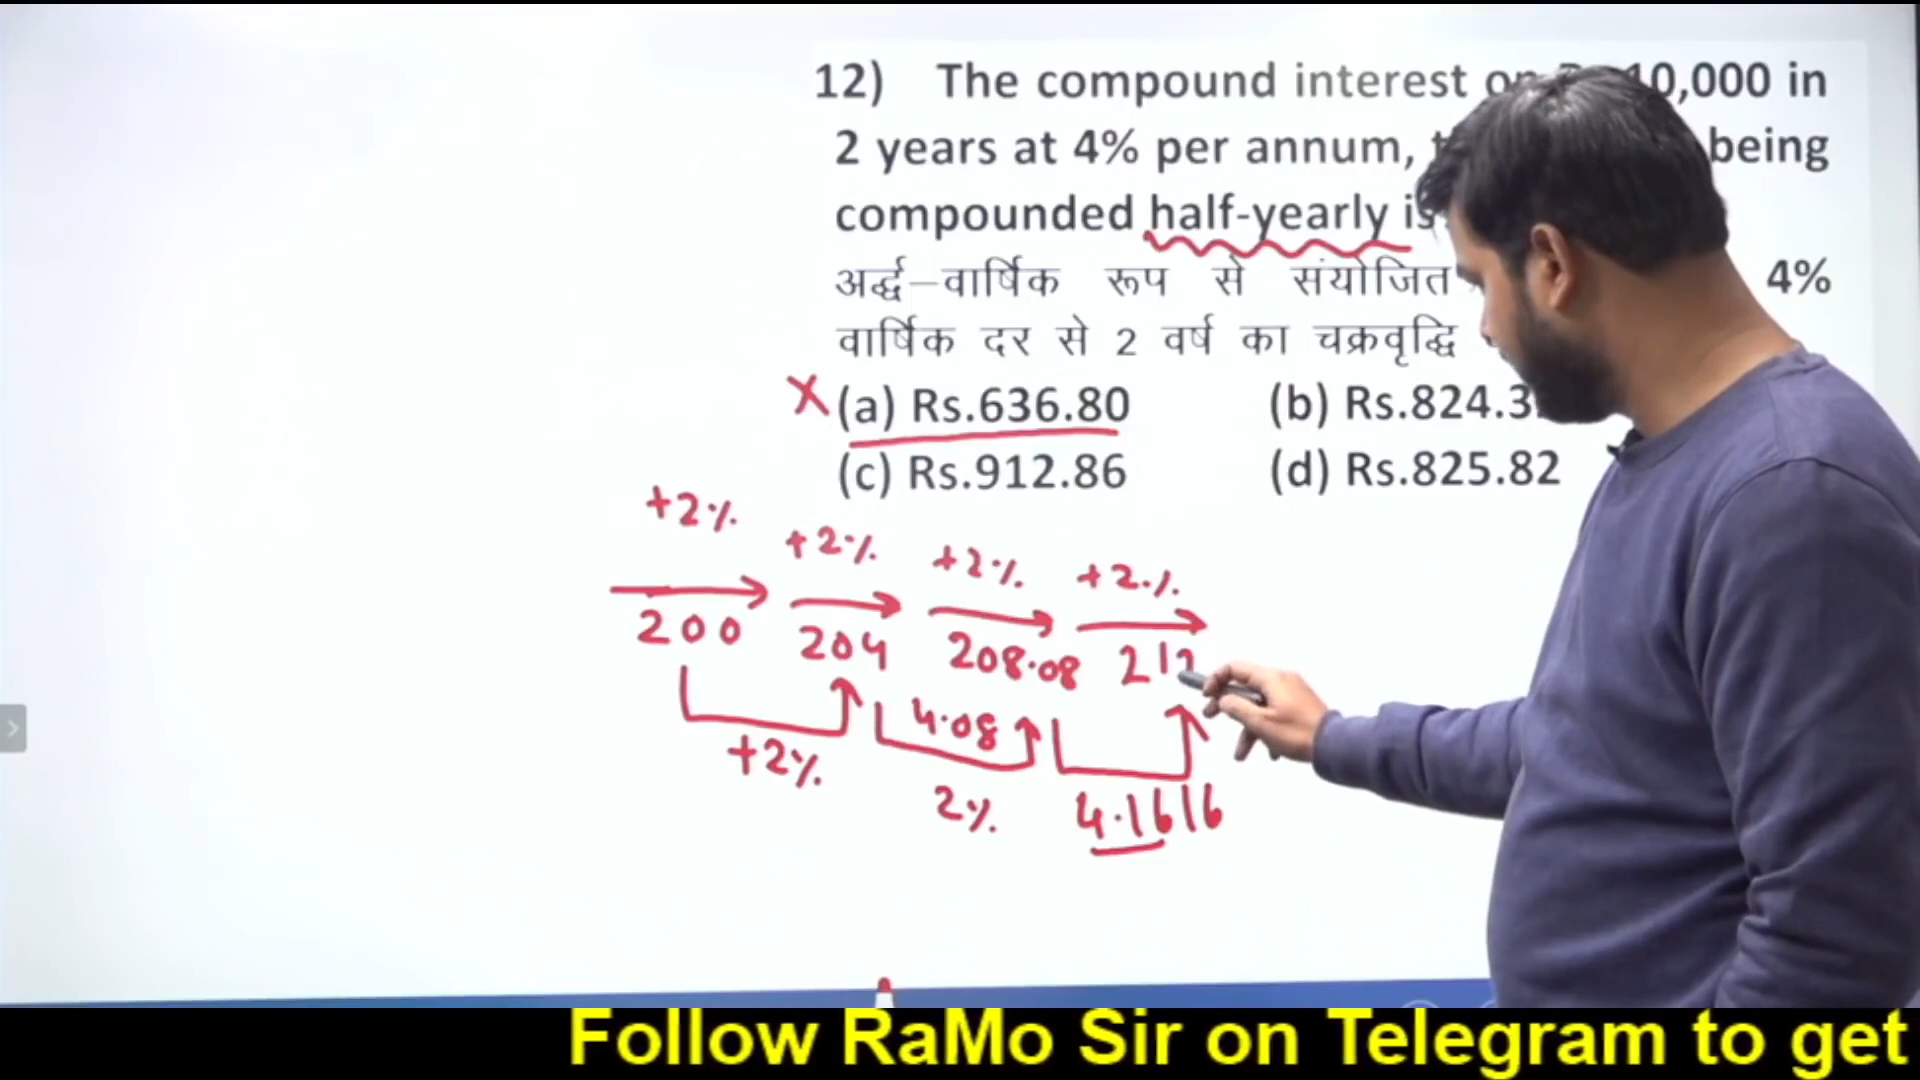 12) The compound interest on 10,000 in
2 years at 4% per annum, being
compounded half-yearly is
अर्द्ध–वार्षिक रूप से संयोजित 4%
वार्षिक दर से 2 वर्ष का चक्रवृद्धि
X (a) Rs.636.80 (b) Rs.824.3
(c) Rs.912.86 (d) Rs.825.82
+2% +2% +2% +2%
200 204 208.08 212
+2% 4.08
2% 4.1616
Follow RaMo Sir on Telegram to get